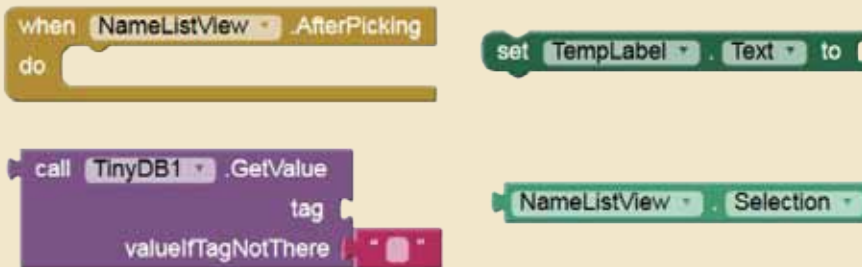 when NameListView .AfterPicking
do
set TempLabel . Text to
call TinyDB1 .GetValue
tag
valueIfTagNotThere " "
NameListView . Selection